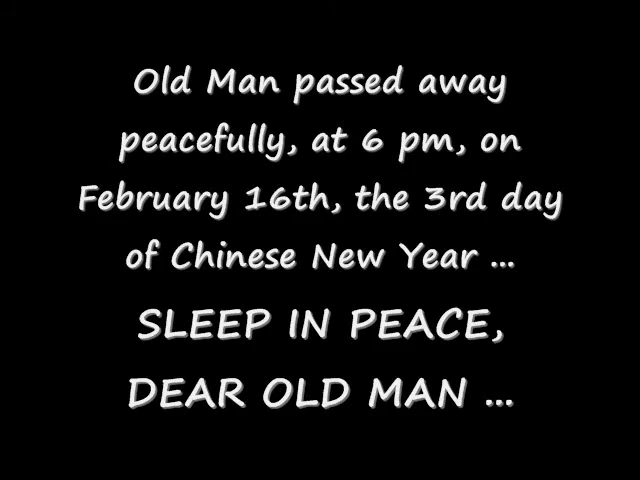 Old Man passed away
peacefully, at 6 pm, on
February 16th, the 3rd day
of Chinese New Year ...
SLEEP IN PEACE,
DEAR OLD MAN ...